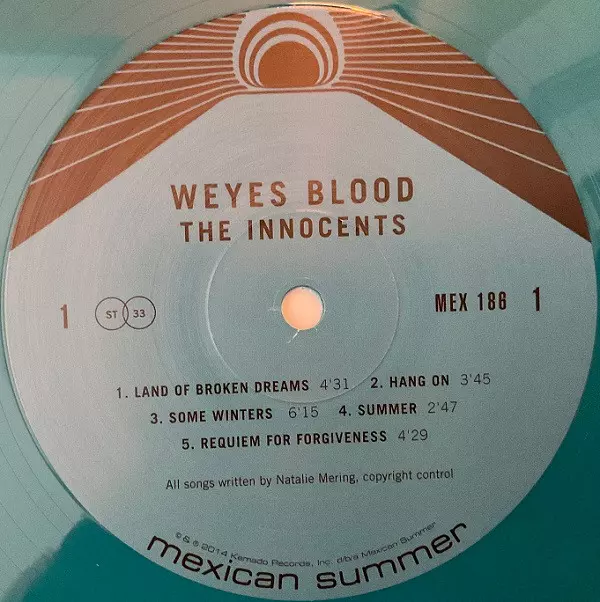 WEYES BLOOD
THE INNOCENTS
1 ST 33 MEX 186 1
1. LAND OF BROKEN DREAMS 4'31 2. HANG ON 3'45
3. SOME WINTERS 6'15 4. SUMMER 2'47
5. REQUIEM FOR FORGIVENESS 4'29
All songs written by Natalie Mering, copyright control
© & ℗ 2014 Kemado Records, Inc. d/b/a Mexican Summer
mexican summer